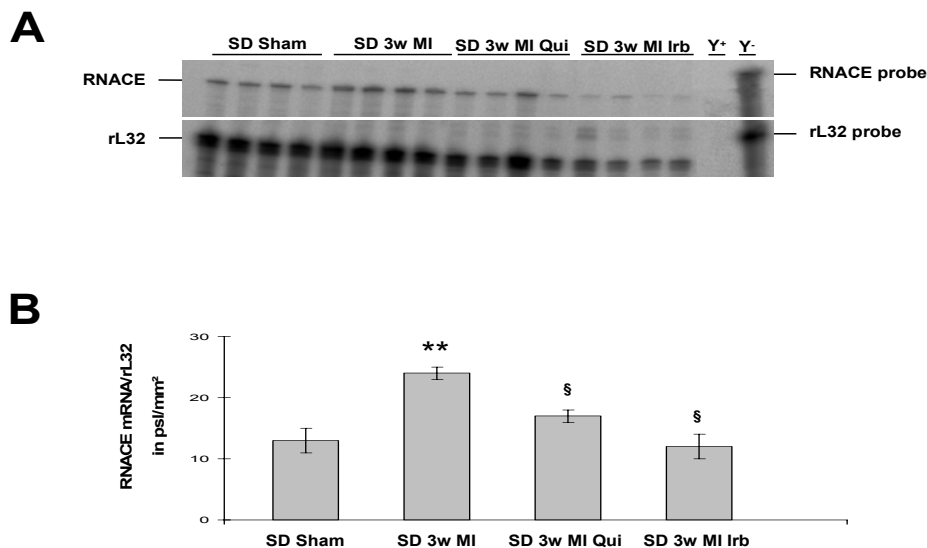 A
SD Sham SD 3w MI SD 3w MI Qui SD 3w MI Irb Y⁺ Y⁻
RNACE RNACE probe
rL32 rL32 probe
B
RNACE mRNA/rL32
in psl/mm²
30
20
10
0
**
§
§
SD Sham SD 3w MI SD 3w MI Qui SD 3w MI Irb